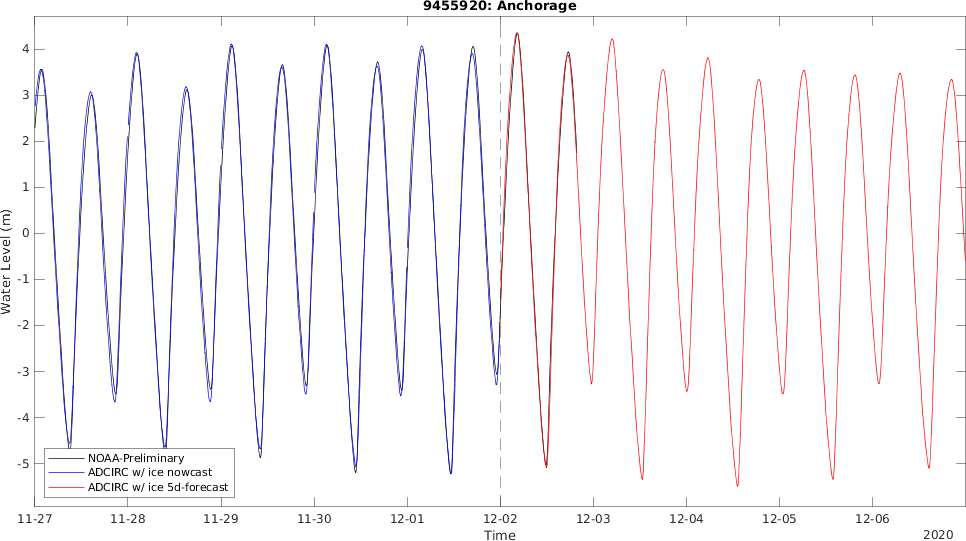 9455920: Anchorage
4
3
2
1
0
-1
-2
-3
-4
-5
Water Level (m)
NOAA-Preliminary
ADCIRC w/ ice nowcast
ADCIRC w/ ice 5d-forecast
11-27 11-28 11-29 11-30 12-01 12-02 12-03 12-04 12-05 12-06
Time
2020